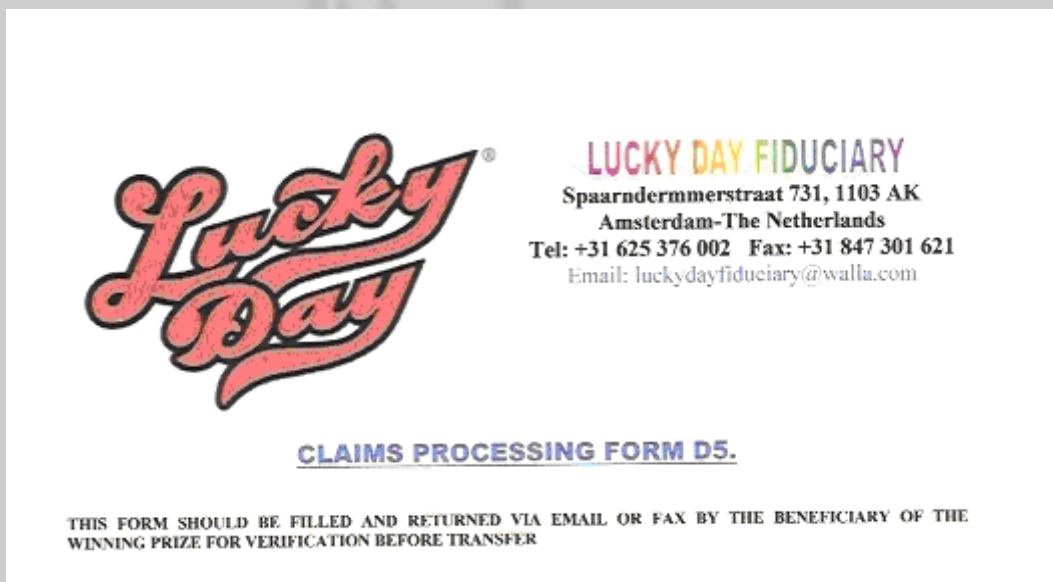 Lucky
Day
®
LUCKY DAY FIDUCIARY
Spaarndermmerstraat 731, 1103 AK
Amsterdam-The Netherlands
Tel: +31 625 376 002 Fax: +31 847 301 621
Email: luckydayfiduciary@walla.com
CLAIMS PROCESSING FORM D5.
THIS FORM SHOULD BE FILLED AND RETURNED VIA EMAIL OR FAX BY THE BENEFICIARY OF THE
WINNING PRIZE FOR VERIFICATION BEFORE TRANSFER